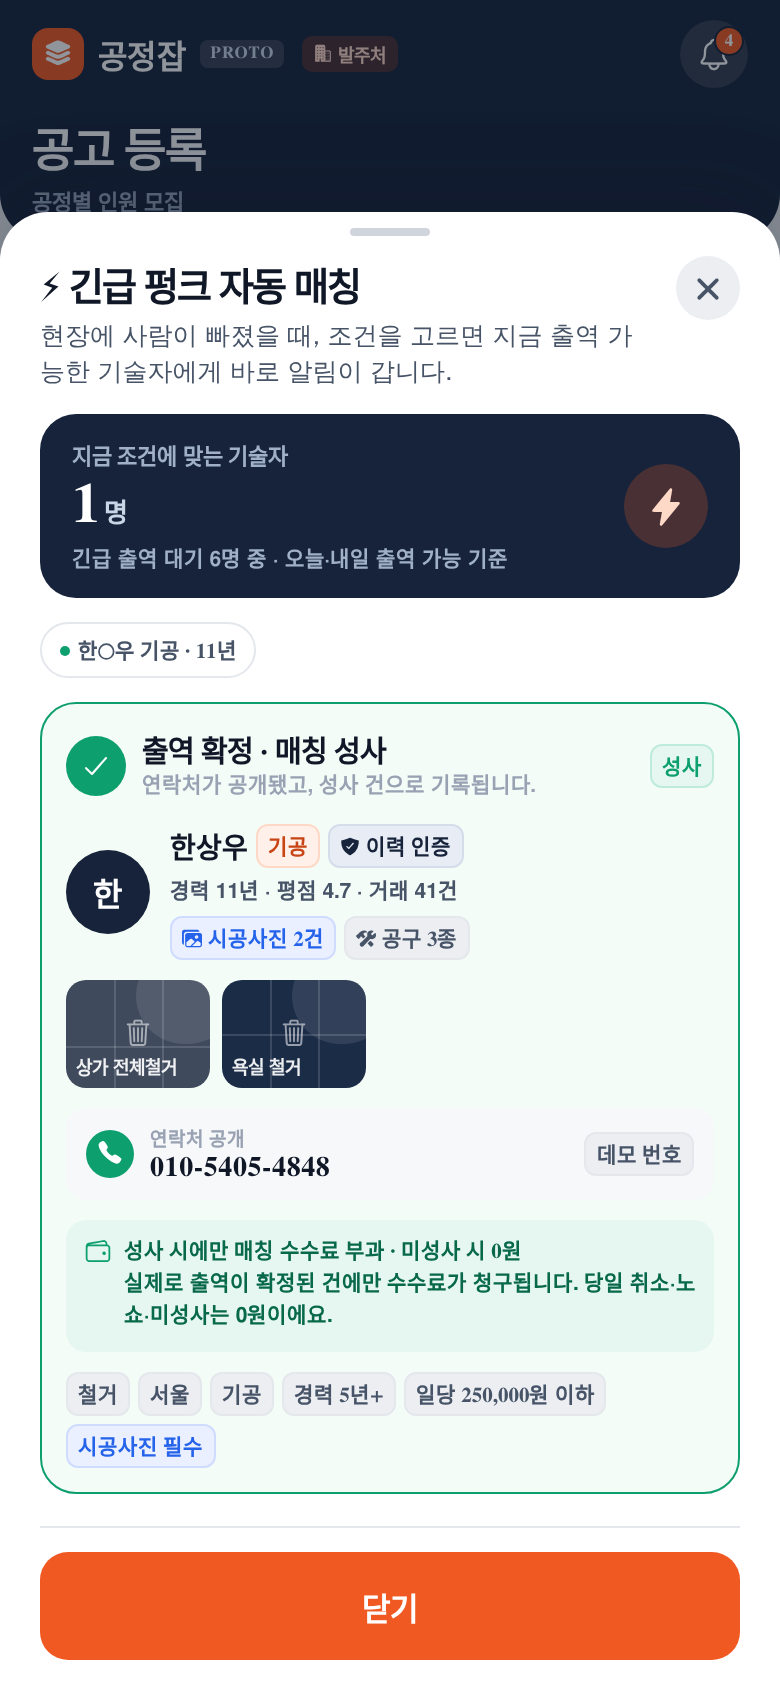 공정잡 PROTO 발주처 4
공고 등록
공정별 인원 모집
⚡ 긴급 펑크 자동 매칭
현장에 사람이 빠졌을 때, 조건을 고르면 지금 출역 가
능한 기술자에게 바로 알림이 갑니다.
지금 조건에 맞는 기술자
1 명
긴급 출역 대기 6명 중 · 오늘·내일 출역 가능 기준
한○우 기공 · 11년
출역 확정 · 매칭 성사
연락처가 공개됐고, 성사 건으로 기록됩니다.
성사
한
한상우 기공 이력 인증
경력 11년 · 평점 4.7 · 거래 41건
시공사진 2건 공구 3종
상가 전체철거 욕실 철거
연락처 공개
010-5405-4848
데모 번호
성사 시에만 매칭 수수료 부과 · 미성사 시 0원
실제로 출역이 확정된 건에만 수수료가 청구됩니다. 당일 취소·노
쇼·미성사는 0원이에요.
철거 서울 기공 경력 5년+ 일당 250,000원 이하
시공사진 필수
닫기